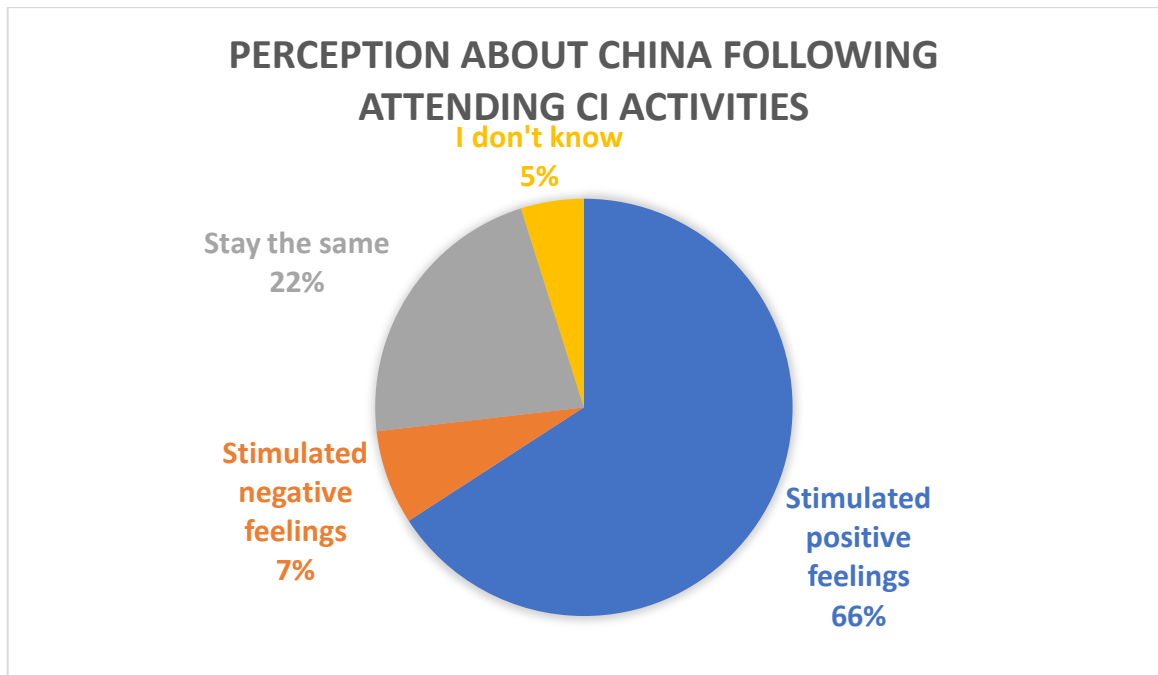 PERCEPTION ABOUT CHINA FOLLOWING
ATTENDING CI ACTIVITIES
I don't know
5%
Stay the same
22%
Stimulated
negative
feelings
7%
Stimulated
positive
feelings
66%